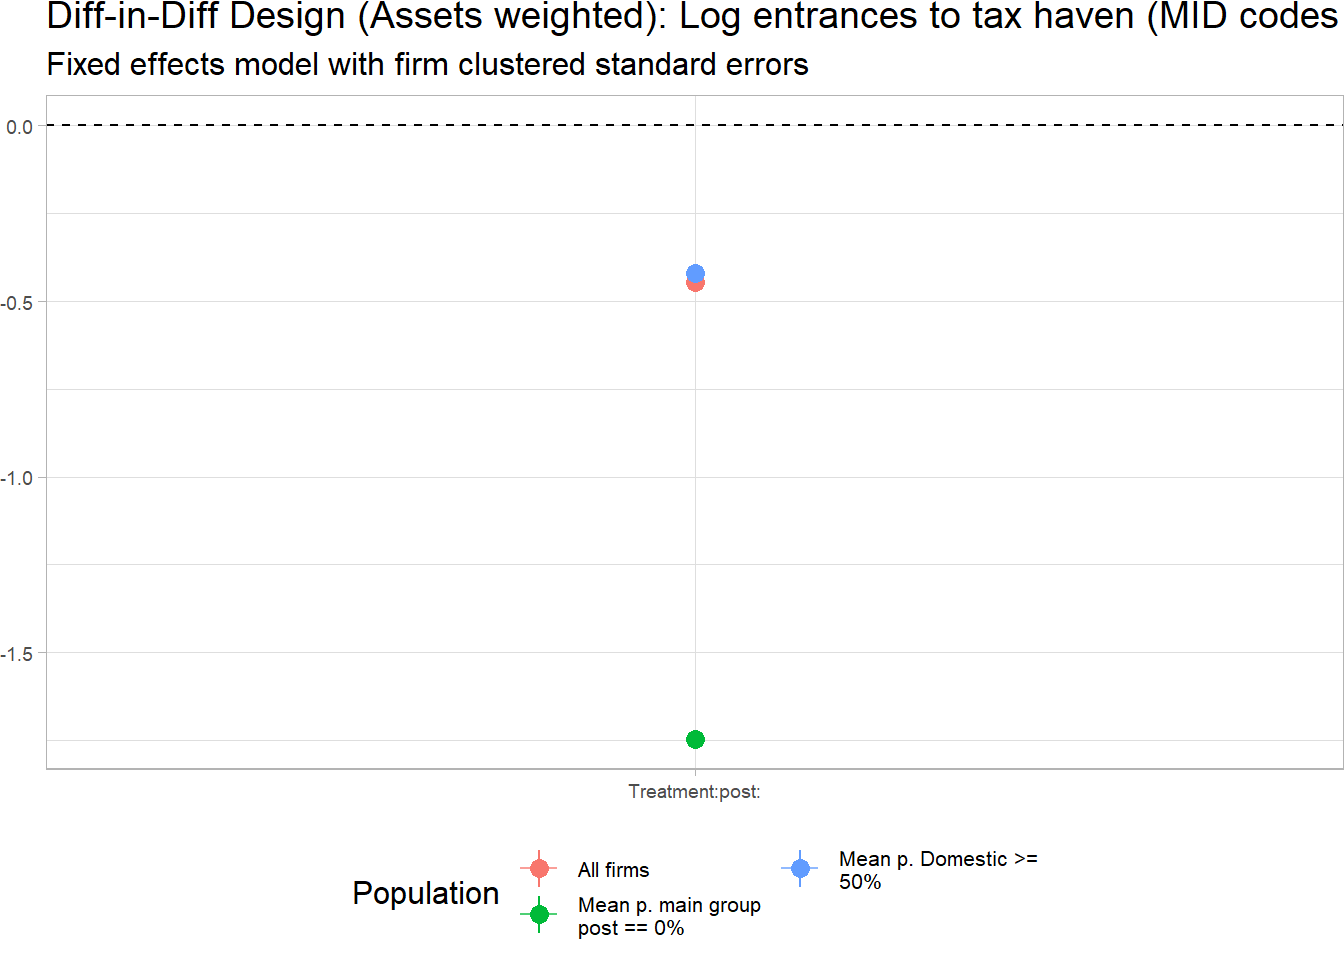 Diff-in-Diff Design (Assets weighted): Log entrances to tax haven (MID codes
Fixed effects model with firm clustered standard errors
0.0
-0.5
-1.0
-1.5
Treatment:post:
Population
All firms
Mean p. main group
post == 0%
Mean p. Domestic >=
50%